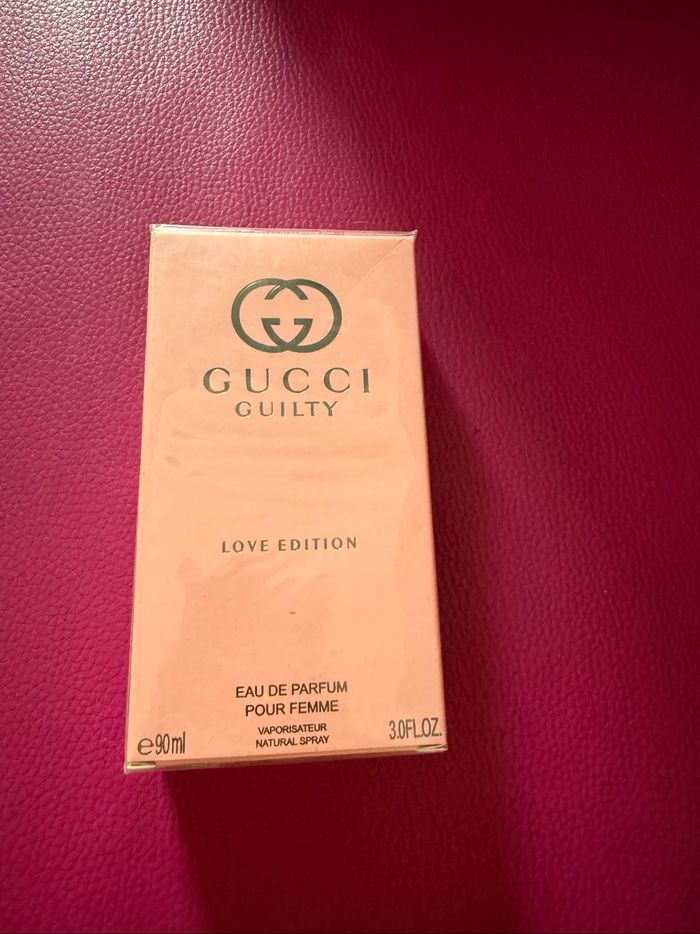 GUCCI
GUILTY
LOVE EDITION
EAU DE PARFUM
POUR FEMME
VAPORISATEUR
NATURAL SPRAY
℮90ml
3.0FL.OZ.